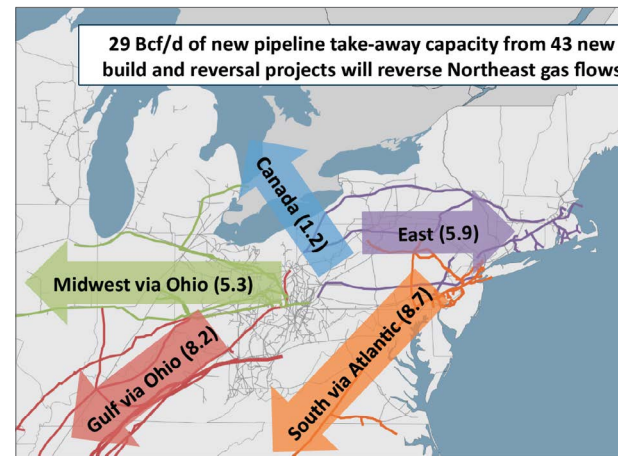 29 Bcf/d of new pipeline take-away capacity from 43 new
build and reversal projects will reverse Northeast gas flows
Canada (1.2)
East (5.9)
Midwest via Ohio (5.3)
Gulf via Ohio (8.2)
South via Atlantic (8.7)